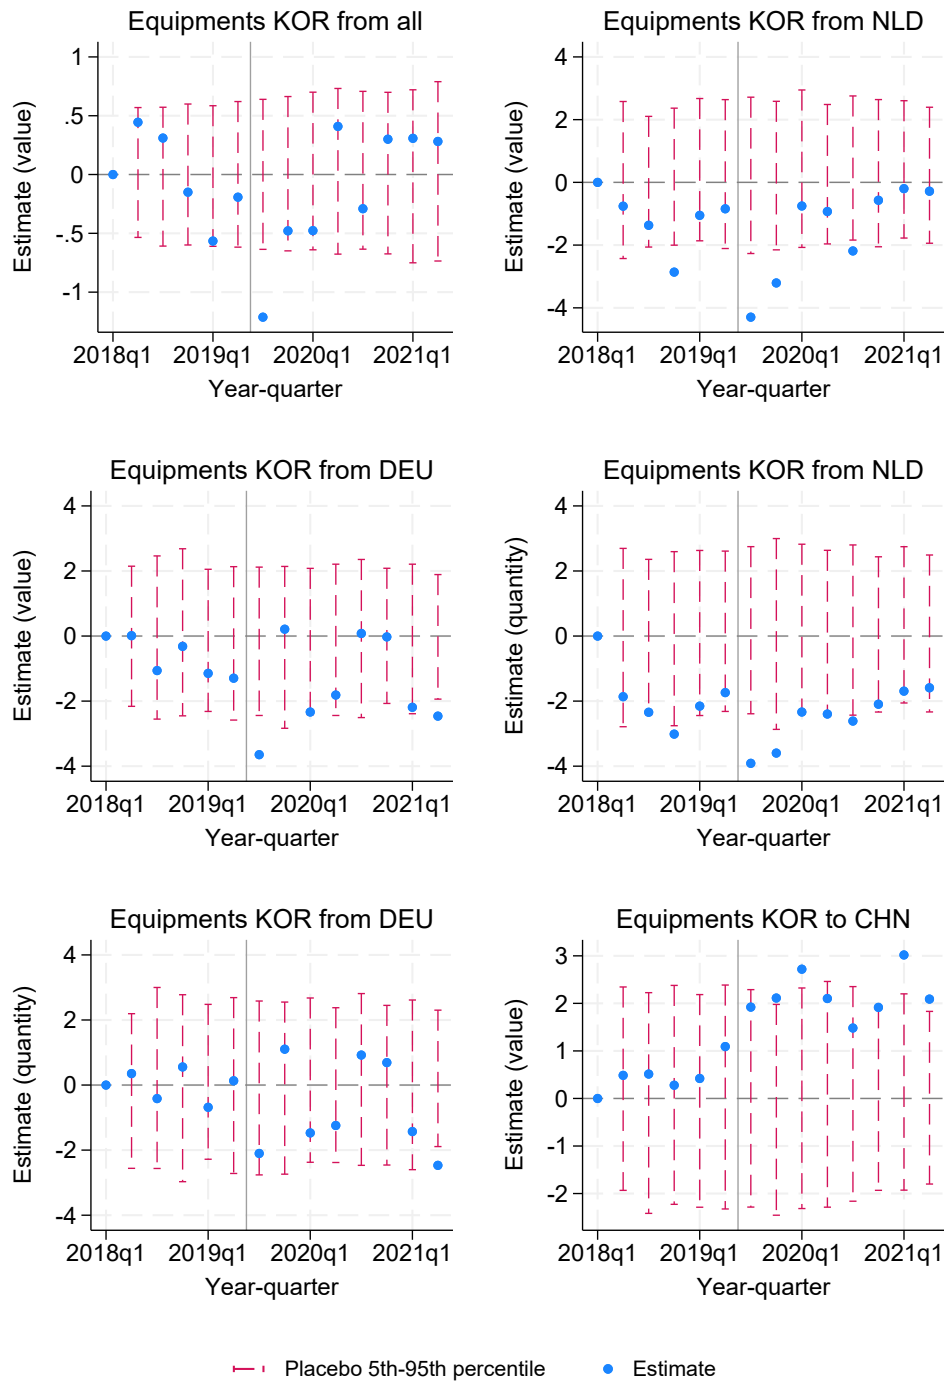 Equipments KOR from all
Estimate (value)
1
.5
0
-.5
-1
2018q1 2019q1 2020q1 2021q1
Year-quarter
Equipments KOR from NLD
Estimate (value)
4
2
0
-2
-4
2018q1 2019q1 2020q1 2021q1
Year-quarter
Equipments KOR from DEU
Estimate (value)
4
2
0
-2
-4
2018q1 2019q1 2020q1 2021q1
Year-quarter
Equipments KOR from NLD
Estimate (quantity)
4
2
0
-2
-4
2018q1 2019q1 2020q1 2021q1
Year-quarter
Equipments KOR from DEU
Estimate (quantity)
4
2
0
-2
-4
2018q1 2019q1 2020q1 2021q1
Year-quarter
Equipments KOR to CHN
Estimate (value)
3
2
1
0
-1
-2
2018q1 2019q1 2020q1 2021q1
Year-quarter
Placebo 5th-95th percentile
Estimate